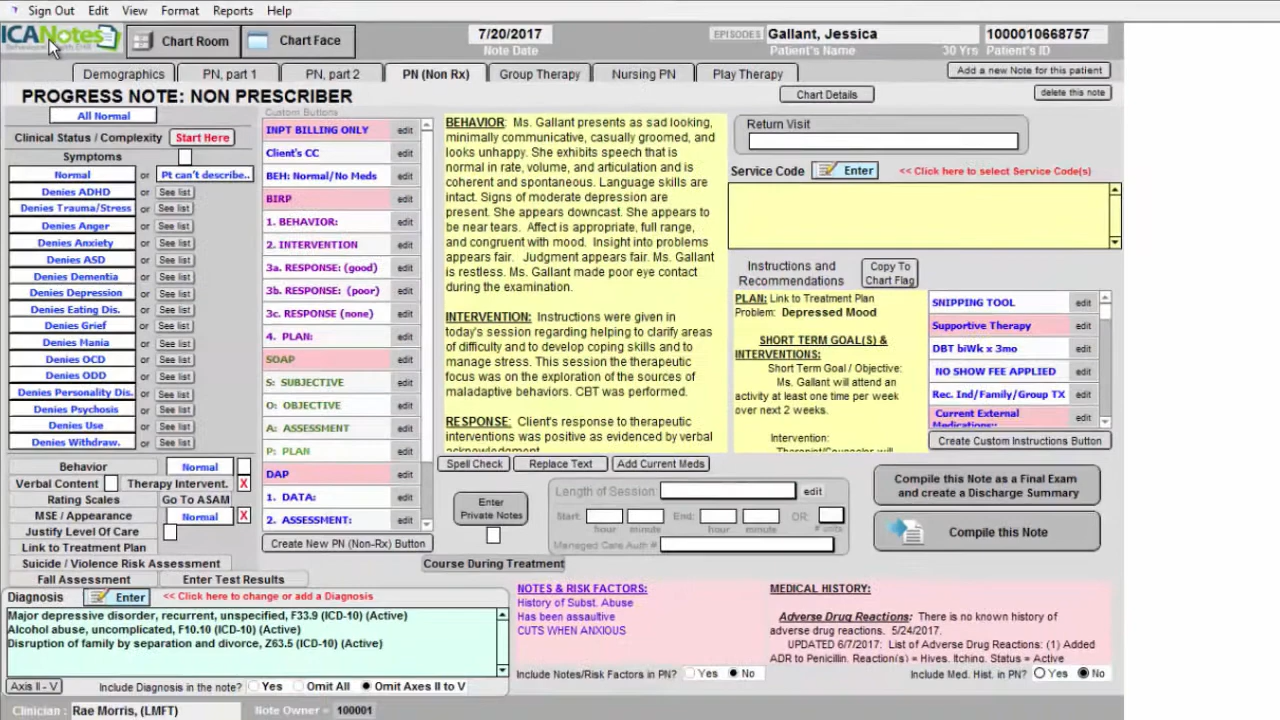 Sign Out Edit View Format Reports Help
ICANotes
Chart Room
Chart Face
7/20/2017
Note Date
EPISODES
Gallant, Jessica
Patient's Name
30 Yrs
1000010668757
Patient's ID
Demographics
PN, part 1
PN, part 2
PN (Non Rx)
Group Therapy
Nursing PN
Play Therapy
Add a new Note for this patient
PROGRESS NOTE: NON PRESCRIBER
Chart Details
delete this note
All Normal
Clinical Status / Complexity
Start Here
Symptoms
Normal or Pt can't describe..
Denies ADHD or See list
Denies Trauma/Stress or See list
Denies Anger or See list
Denies Anxiety or See list
Denies ASD or See list
Denies Dementia or See list
Denies Depression or See list
Denies Eating Dis. or See list
Denies Grief or See list
Denies Mania or See list
Denies OCD or See list
Denies ODD or See list
Denies Personality Dis. or See list
Denies Psychosis or See list
Denies Use or See list
Denies Withdraw. or See list
Behavior Normal
Verbal Content Therapy Intervent. X
Rating Scales Go To ASAM
MSE / Appearance Normal X
Justify Level Of Care
Link to Treatment Plan
Suicide / Violence Risk Assessment
Fall Assessment Enter Test Results
Custom Buttons
INPT BILLING ONLY edit
Client's CC edit
BEH: Normal/No Meds edit
BIRP edit
1. BEHAVIOR: edit
2. INTERVENTION edit
3a. RESPONSE: (good) edit
3b. RESPONSE: (poor) edit
3c. RESPONSE (none) edit
4. PLAN: edit
SOAP edit
S: SUBJECTIVE edit
O: OBJECTIVE edit
A: ASSESSMENT edit
P: PLAN edit
DAP edit
1. DATA: edit
2. ASSESSMENT: edit
Create New PN (Non-Rx) Button
BEHAVIOR: Ms. Gallant presents as sad looking,
minimally communicative, casually groomed, and
looks unhappy. She exhibits speech that is
normal in rate, volume, and articulation and is
coherent and spontaneous. Language skills are
intact. Signs of moderate depression are
present. She appears downcast. She appears to
be near tears. Affect is appropriate, full range,
and congruent with mood. Insight into problems
appears fair. Judgment appears fair. Ms. Gallant
is restless. Ms. Gallant made poor eye contact
during the examination.
INTERVENTION: Instructions were given in
today's session regarding helping to clarify areas
of difficulty and to develop coping skills and to
manage stress. This session the therapeutic
focus was on the exploration of the sources of
maladaptive behaviors. CBT was performed.
RESPONSE: Client's response to therapeutic
interventions was positive as evidenced by verbal
acknowledgment.
Spell Check
Replace Text
Add Current Meds
Enter
Private Notes
Length of Session: edit
Start: End: OR:
hour minute hour minute # units
Managed Care Auth #
Course During Treatment
Return Visit
Service Code Enter << Click here to select Service Code(s)
Instructions and
Recommendations
Copy To
Chart Flag
PLAN: Link to Treatment Plan
Problem: Depressed Mood
SHORT TERM GOAL(S) &
INTERVENTIONS:
Short Term Goal / Objective:
Ms. Gallant will attend an
activity at least one time per week
over next 2 weeks.
Intervention:
Therapist/Counselor will
SNIPPING TOOL edit
Supportive Therapy edit
DBT biWk x 3mo edit
NO SHOW FEE APPLIED edit
Rec. Ind/Family/Group TX edit
Current External
Medications: edit
Create Custom Instructions Button
Compile this Note as a Final Exam
and create a Discharge Summary
Compile this Note
Diagnosis Enter << Click here to change or add a Diagnosis
Major depressive disorder, recurrent, unspecified, F33.9 (ICD-10) (Active)
Alcohol abuse, uncomplicated, F10.10 (ICD-10) (Active)
Disruption of family by separation and divorce, Z63.5 (ICD-10) (Active)
Axis II - V
Include Diagnosis in the note? Yes Omit All Omit Axes II to V
NOTES & RISK FACTORS:
History of Subst. Abuse
Has been assaultive
CUTS WHEN ANXIOUS
Include Notes/Risk Factors in PN? Yes No
MEDICAL HISTORY:
Adverse Drug Reactions: There is no known history of
adverse drug reactions. 5/24/2017.
UPDATED 6/7/2017: List of Adverse Drug Reactions: (1) Added
ADR to Penicillin. Reaction(s) = Hives, Itching. Status = Active
Include Med. Hist. in PN? Yes No
Clinician : Rae Morris, (LMFT)
Note Owner = 100001